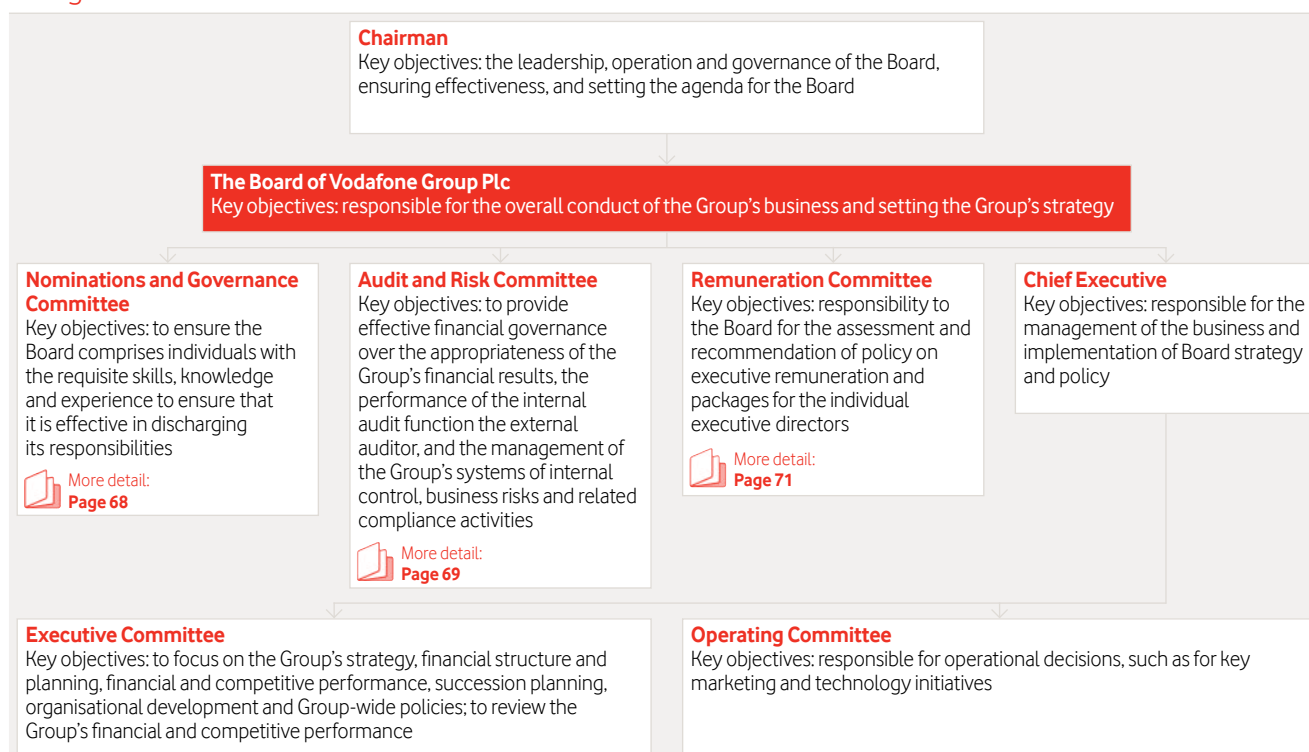 Chairman
Key objectives: the leadership, operation and governance of the Board,
ensuring effectiveness, and setting the agenda for the Board
The Board of Vodafone Group Plc
Key objectives: responsible for the overall conduct of the Group's business and setting the Group's strategy
Nominations and Governance
Committee
Key objectives: to ensure the
Board comprises individuals with
the requisite skills, knowledge
and experience to ensure that
it is effective in discharging
its responsibilities
More detail:
Page 68
Audit and Risk Committee
Key objectives: to provide
effective financial governance
over the appropriateness of the
Group's financial results, the
performance of the internal
audit function the external
auditor, and the management of
the Group's systems of internal
control, business risks and related
compliance activities
More detail:
Page 69
Remuneration Committee
Key objectives: responsibility to
the Board for the assessment and
recommendation of policy on
executive remuneration and
packages for the individual
executive directors
More detail:
Page 71
Chief Executive
Key objectives: responsible for the
management of the business and
implementation of Board strategy
and policy
Executive Committee
Key objectives: to focus on the Group's strategy, financial structure and
planning, financial and competitive performance, succession planning,
organisational development and Group-wide policies; to review the
Group's financial and competitive performance
Operating Committee
Key objectives: responsible for operational decisions, such as for key
marketing and technology initiatives